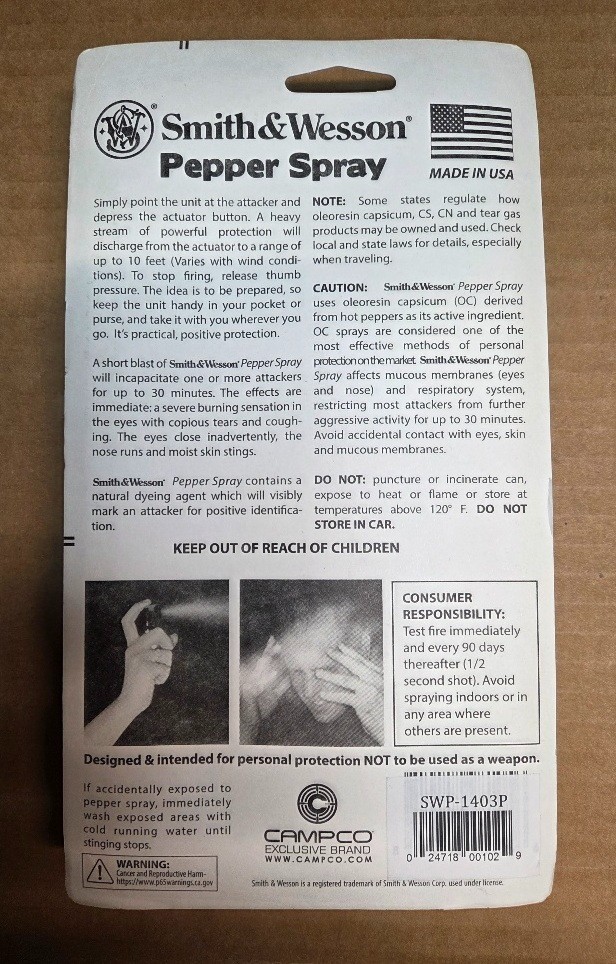 Smith & Wesson®
Pepper Spray
MADE IN USA
Simply point the unit at the attacker and
depress the actuator button. A heavy
stream of powerful protection will
discharge from the actuator to a range of
up to 10 feet (Varies with wind condi-
tions). To stop firing, release thumb
pressure. The idea is to be prepared, so
keep the unit handy in your pocket or
purse, and take it with you wherever you
go. It's practical, positive protection.
A short blast of Smith & Wesson® Pepper Spray
will incapacitate one or more attackers
for up to 30 minutes. The effects are
immediate: a severe burning sensation in
the eyes with copious tears and cough-
ing. The eyes close inadvertently, the
nose runs and moist skin stings.
Smith & Wesson® Pepper Spray contains a
natural dyeing agent which will visibly
mark an attacker for positive identifica-
tion.
NOTE: Some states regulate how
oleoresin capsicum, CS, CN and tear gas
products may be owned and used. Check
local and state laws for details, especially
when traveling.
CAUTION: Smith & Wesson® Pepper Spray
uses oleoresin capsicum (OC) derived
from hot peppers as its active ingredient.
OC sprays are considered one of the
most effective methods of personal
protection on the market. Smith & Wesson® Pepper
Spray affects mucous membranes (eyes
and nose) and respiratory system,
restricting most attackers from further
aggressive activity for up to 30 minutes.
Avoid accidental contact with eyes, skin
and mucous membranes.
DO NOT: puncture or incinerate can,
expose to heat or flame or store at
temperatures above 120° F. DO NOT
STORE IN CAR.
KEEP OUT OF REACH OF CHILDREN
CONSUMER
RESPONSIBILITY:
Test fire immediately
and every 90 days
thereafter (1/2
second shot). Avoid
spraying indoors or in
any area where
others are present.
Designed & intended for personal protection NOT to be used as a weapon.
If accidentally exposed to
pepper spray, immediately
wash exposed areas with
cold running water until
stinging stops.
WARNING:
Cancer and Reproductive Harm-
https://www.p65warnings.ca.gov
CAMPCO®
EXCLUSIVE BRAND
WWW.CAMPCO.COM
SWP-1403P
0 24718 00102 9
Smith & Wesson is a registered trademark of Smith & Wesson Corp. used under license.